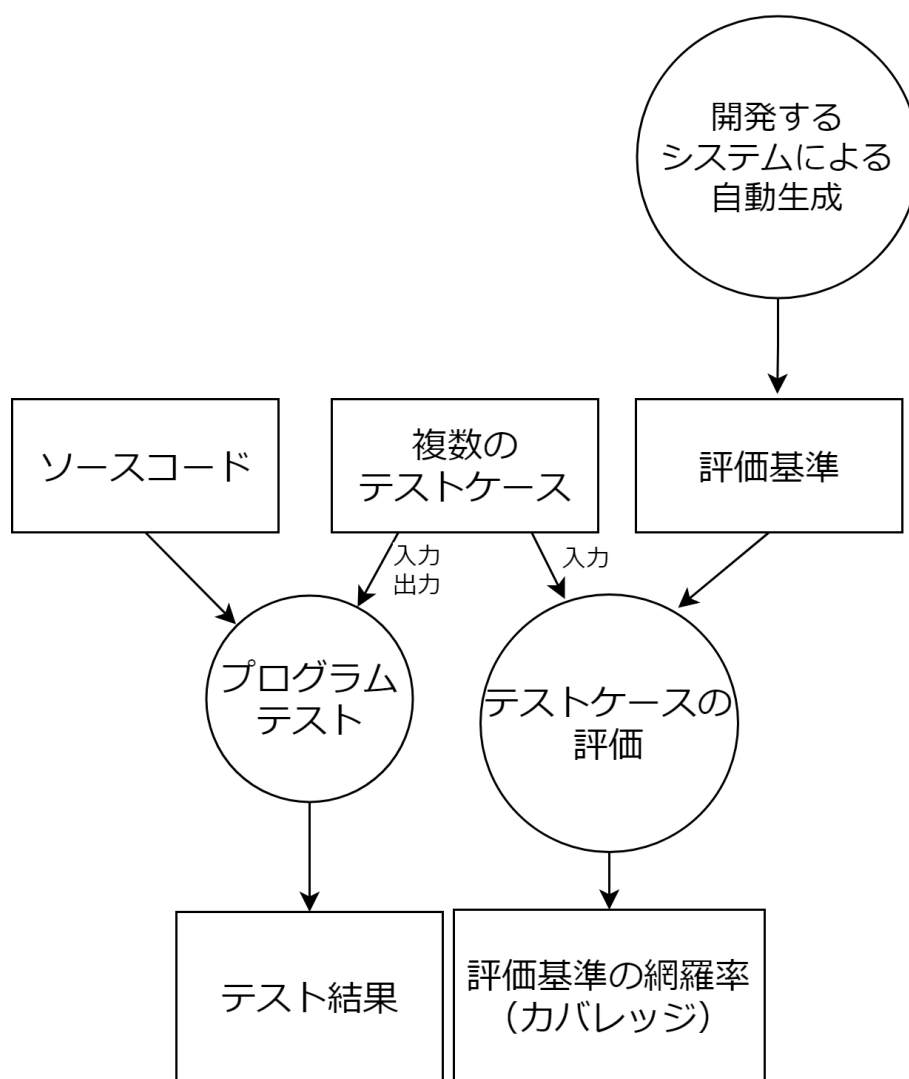 開発する
システムによる
自動生成
ソースコード
複数の
テストケース
評価基準
入力
出力
入力
プログラム
テスト
テストケースの
評価
テスト結果
評価基準の網羅率
（カバレッジ）